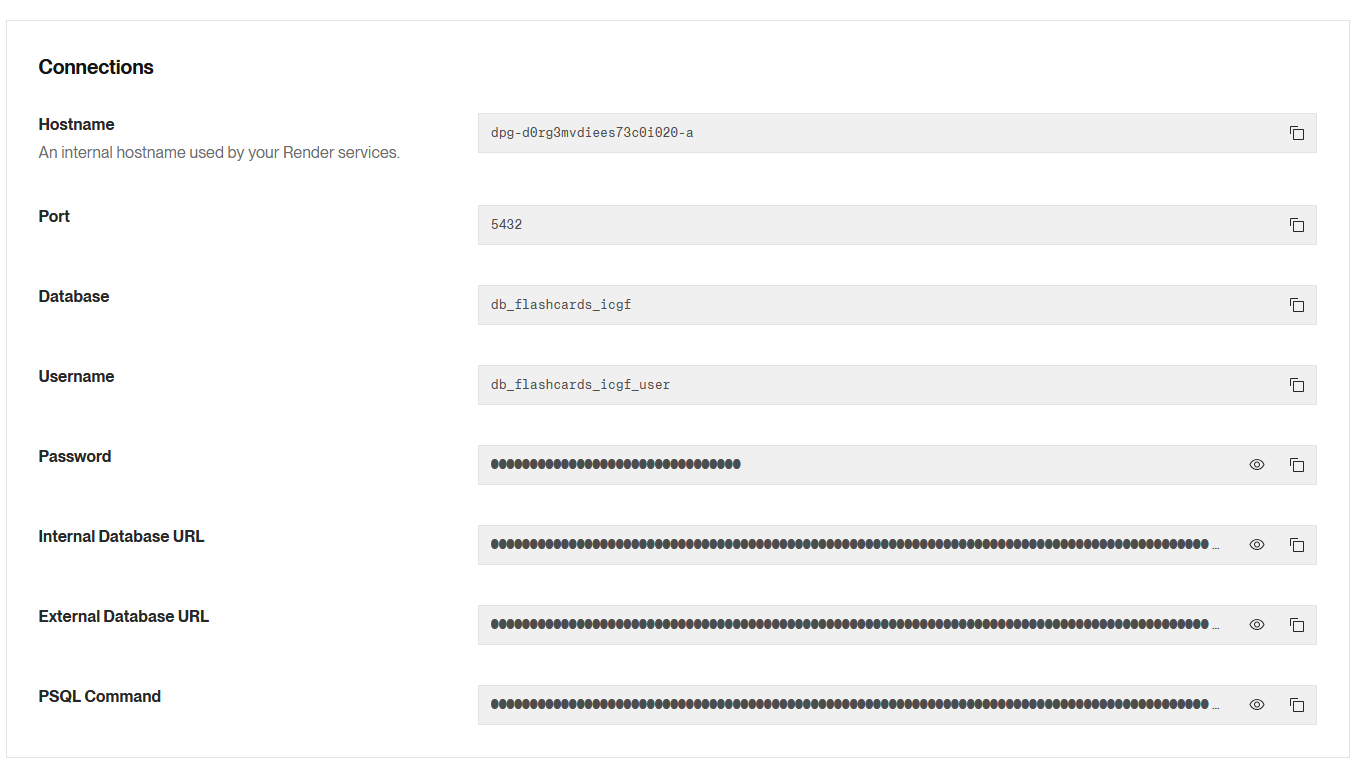 Connections
Hostname
An internal hostname used by your Render services.
dpg-d0rg3mvdiees73c0i020-a
Port
5432
Database
db_flashcards_icgf
Username
db_flashcards_icgf_user
Password
●●●●●●●●●●●●●●●●●●●●●●●●●●●●●●●●
Internal Database URL
●●●●●●●●●●●●●●●●●●●●●●●●●●●●●●●●●●●●●●●●●●●●●●●●●●●●●●●●●●●●●●●●●●●●●●●●●●●●●●●●●●●●●●●●●●●● ...
External Database URL
●●●●●●●●●●●●●●●●●●●●●●●●●●●●●●●●●●●●●●●●●●●●●●●●●●●●●●●●●●●●●●●●●●●●●●●●●●●●●●●●●●●●●●●●●●●● ...
PSQL Command
●●●●●●●●●●●●●●●●●●●●●●●●●●●●●●●●●●●●●●●●●●●●●●●●●●●●●●●●●●●●●●●●●●●●●●●●●●●●●●●●●●●●●●●●●●●● ...